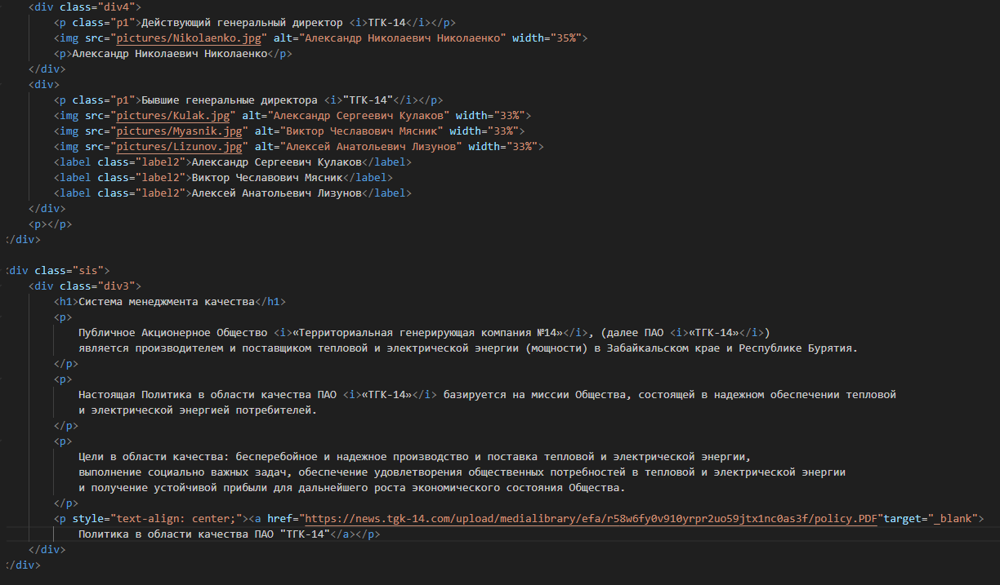 <div class="div4">
<p class="p1">Действующий генеральный директор <i>ТГК-14</i></p>
<img src="pictures/Nikolaenko.jpg" alt="Александр Николаевич Николаенко" width="35%">
<p>Александр Николаевич Николаенко</p>
</div>
<div>
<p class="p1">Бывшие генеральные директора <i>"ТГК-14"</i></p>
<img src="pictures/Kulak.jpg" alt="Александр Сергеевич Кулаков" width="33%">
<img src="pictures/Myasnik.jpg" alt="Виктор Чеславович Мясник" width="33%">
<img src="pictures/Lizunov.jpg" alt="Алексей Анатольевич Лизунов" width="33%">
<label class="label2">Александр Сергеевич Кулаков</label>
<label class="label2">Виктор Чеславович Мясник</label>
<label class="label2">Алексей Анатольевич Лизунов</label>
</div>
<p></p>
</div>
<div class="sis">
<div class="div3">
<h1>Система менеджмента качества</h1>
<p>
Публичное Акционерное Общество <i>«Территориальная генерирующая компания №14»</i>, (далее ПАО <i>«ТГК-14»</i>)
является производителем и поставщиком тепловой и электрической энергии (мощности) в Забайкальском крае и Республике Бурятия.
</p>
<p>
Настоящая Политика в области качества ПАО <i>«ТГК-14»</i> базируется на миссии Общества, состоящей в надежном обеспечении тепловой
и электрической энергией потребителей.
</p>
<p>
Цели в области качества: бесперебойное и надежное производство и поставка тепловой и электрической энергии,
выполнение социально важных задач, обеспечение удовлетворения общественных потребностей в тепловой и электрической энергии
и получение устойчивой прибыли для дальнейшего роста экономического состояния Общества.
</p>
<p style="text-align: center;"><a href="https://news.tgk-14.com/upload/medialibrary/efa/r58w6fy0v910yrpr2uo59jtx1nc0as3f/policy.PDF"target="_blank">
Политика в области качества ПАО "ТГК-14"</a></p>
</div>
</div>